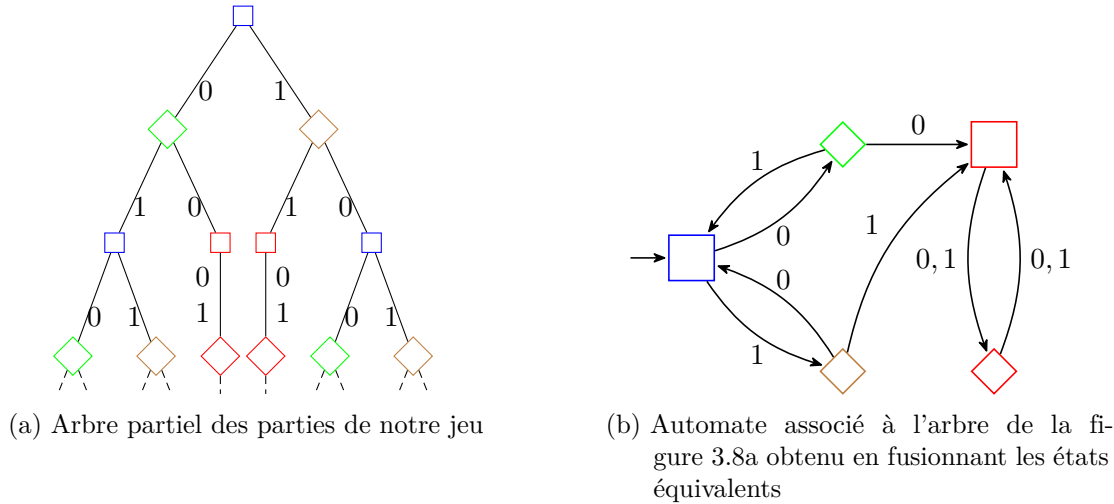 0 1
0
1 0 1 0
1
0
0 0
0, 1 0, 1
0
0 1 1 1 0 1
1
(a) Arbre partiel des parties de notre jeu
(b) Automate associé à l'arbre de la fi-
gure 3.8a obtenu en fusionnant les états
équivalents